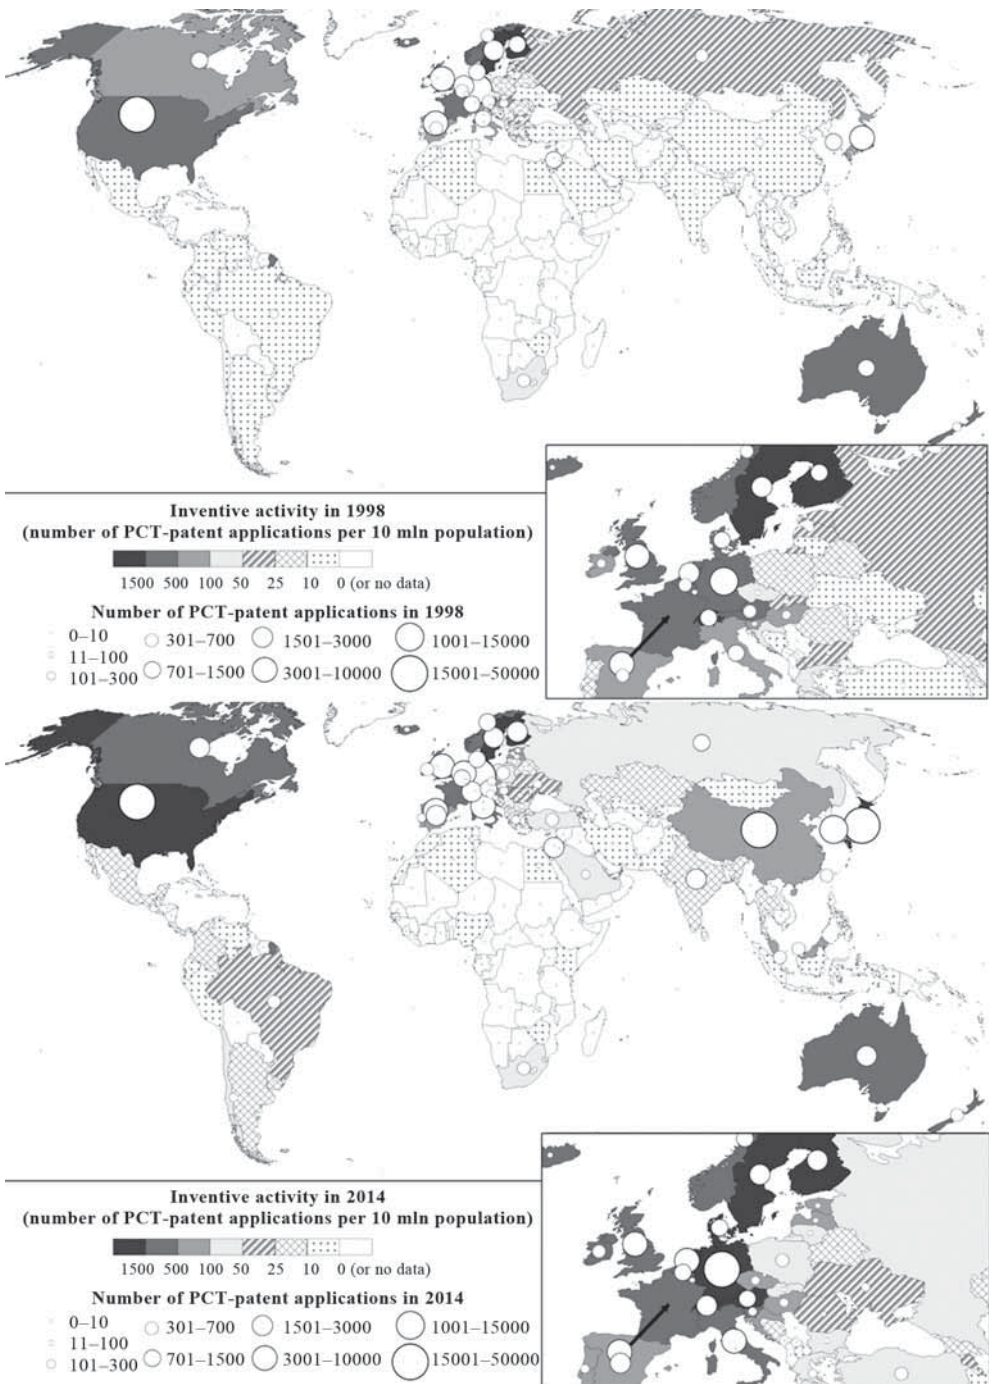 Inventive activity in 1998
(number of PCT-patent applications per 10 mln population)
1500 500 100 50 25 10 0 (or no data)
Number of PCT-patent applications in 1998
0–10
11–100
101–300
301–700
701–1500
1501–3000
3001–10000
1001–15000
15001–50000
Inventive activity in 2014
(number of PCT-patent applications per 10 mln population)
1500 500 100 50 25 10 0 (or no data)
Number of PCT-patent applications in 2014
0–10
11–100
101–300
301–700
701–1500
1501–3000
3001–10000
1001–15000
15001–50000